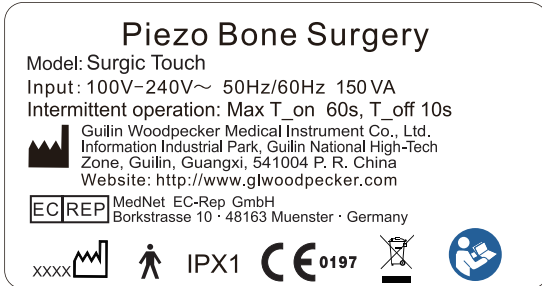 Piezo Bone Surgery
Model: Surgic Touch
Input: 100V-240V~ 50Hz/60Hz 150 VA
Intermittent operation: Max T_on 60s, T_off 10s
Guilin Woodpecker Medical Instrument Co., Ltd.
Information Industrial Park, Guilin National High-Tech
Zone, Guilin, Guangxi, 541004 P. R. China
Website: http://www.glwoodpecker.com
EC REP
MedNet EC-Rep GmbH
Borkstrasse 10 · 48163 Muenster · Germany
xxxx IPX1 CE 0197